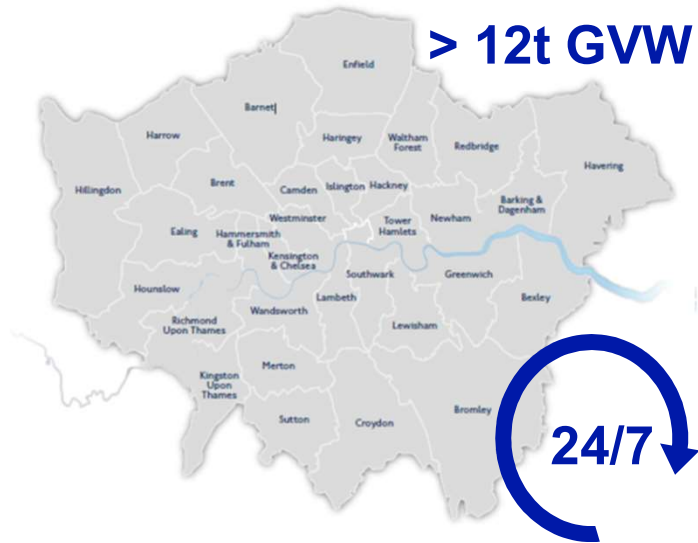 > 12t GVW
Enfield
Barnet
Harrow
Haringey
Waltham
Forest
Redbridge
Havering
Hillingdon
Brent
Camden
Islington
Hackney
Barking &
Dagenham
Westminster
Tower
Hamlets
Newham
Ealing
Hammersmith
& Fulham
Kensington
& Chelsea
Southwark
Greenwich
Hounslow
Lambeth
Bexley
Wandsworth
Richmond
Upon Thames
Lewisham
Merton
Kingston
Upon
Thames
Sutton
Croydon
Bromley
24/7